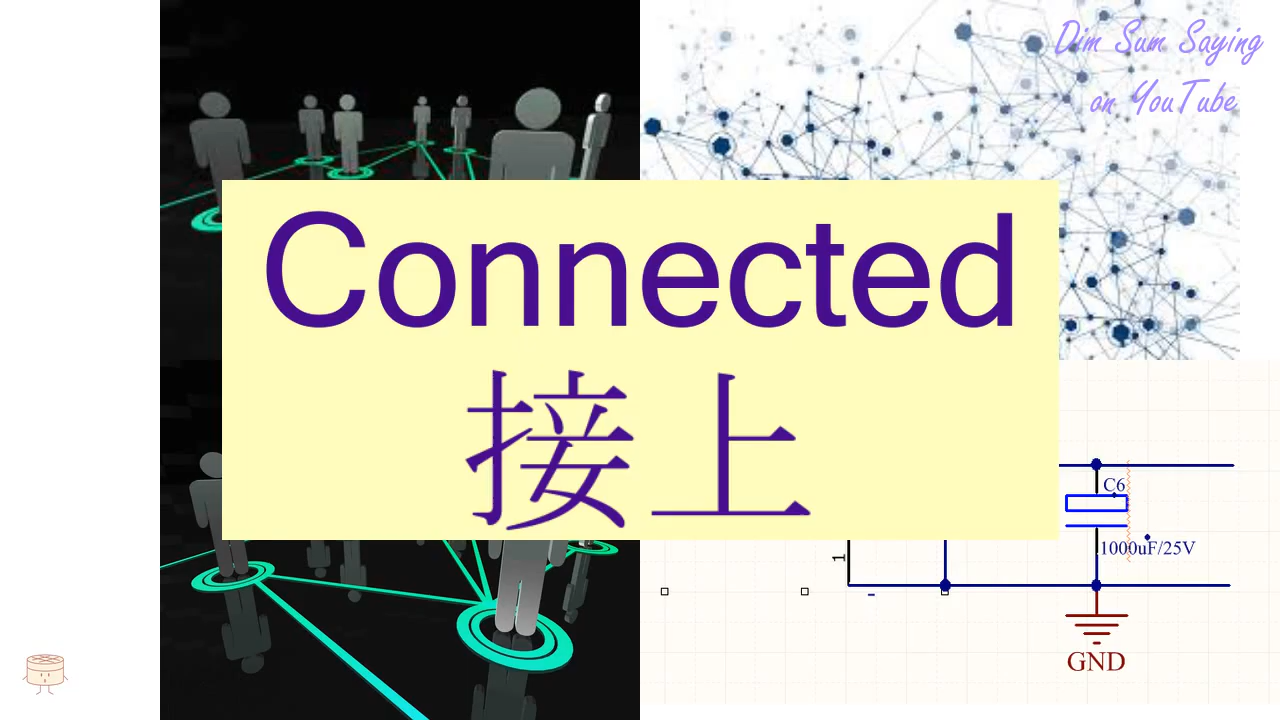 Dim Sum Saying
on YouTube
Connected
接上
C6
1000uF/25V
1
GND